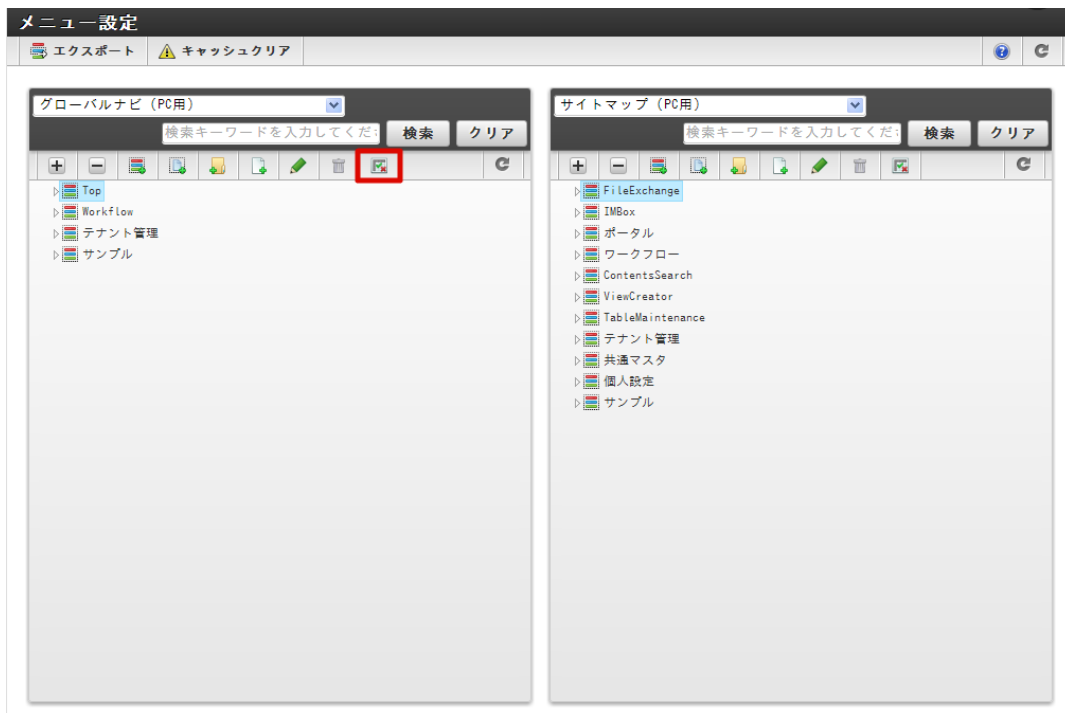 メニュー設定
エクスポート キャッシュクリア
グローバルナビ（PC用）
検索キーワードを入力してくだ 検索 クリア
Top
Workflow
テナント管理
サンプル
サイトマップ（PC用）
検索キーワードを入力してくだ 検索 クリア
FileExchange
IMBox
ポータル
ワークフロー
ContentsSearch
ViewCreator
TableMaintenance
テナント管理
共通マスタ
個人設定
サンプル